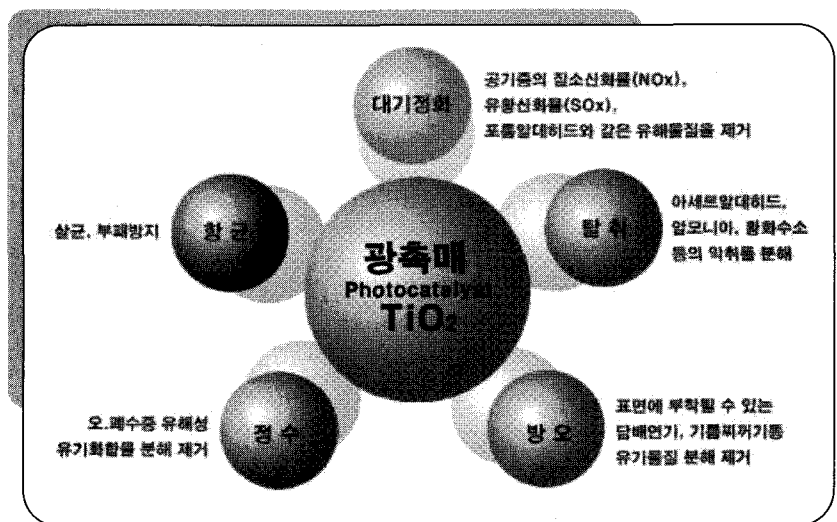 대기정화
공기중의 질소산화물(NOx),
유황산화물(SOx),
포름알데히드와 같은 유해물질을 제거
항 균
살균, 부패방지
탈 취
아세트알데히드,
암모니아, 황화수소
등의 악취를 분해
광촉매
Photocatalyst
TiO₂
정 수
오.폐수중 유해성
유기화합물 분해 제거
방 오
표면에 부착될 수 있는
담배연기, 기름찌꺼기등
유기물질 분해 제거